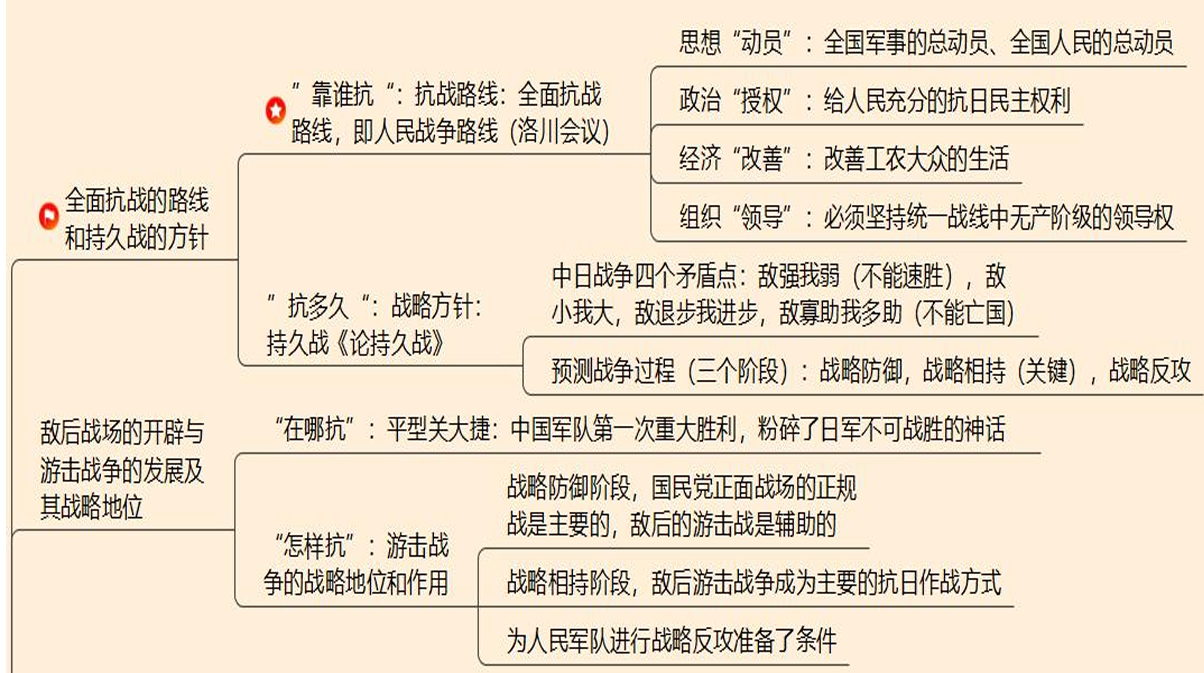 全面抗战的路线
和持久战的方针
”靠谁抗“：抗战路线：全面抗战
路线，即人民战争路线（洛川会议）
思想“动员”：全国军事的总动员、全国人民的总动员
政治“授权”：给人民充分的抗日民主权利
经济“改善”：改善工农大众的生活
组织“领导”：必须坚持统一战线中无产阶级的领导权
”抗多久“：战略方针：
持久战《论持久战》
中日战争四个矛盾点：敌强我弱（不能速胜），敌
小我大，敌退步我进步，敌寡助我多助（不能亡国）
预测战争过程（三个阶段）：战略防御，战略相持（关键），战略反攻
敌后战场的开辟与
游击战争的发展及
其战略地位
“在哪抗”：平型关大捷：中国军队第一次重大胜利，粉碎了日军不可战胜的神话
“怎样抗”：游击战
争的战略地位和作用
战略防御阶段，国民党正面战场的正规
战是主要的，敌后的游击战是辅助的
战略相持阶段，敌后游击战争成为主要的抗日作战方式
为人民军队进行战略反攻准备了条件